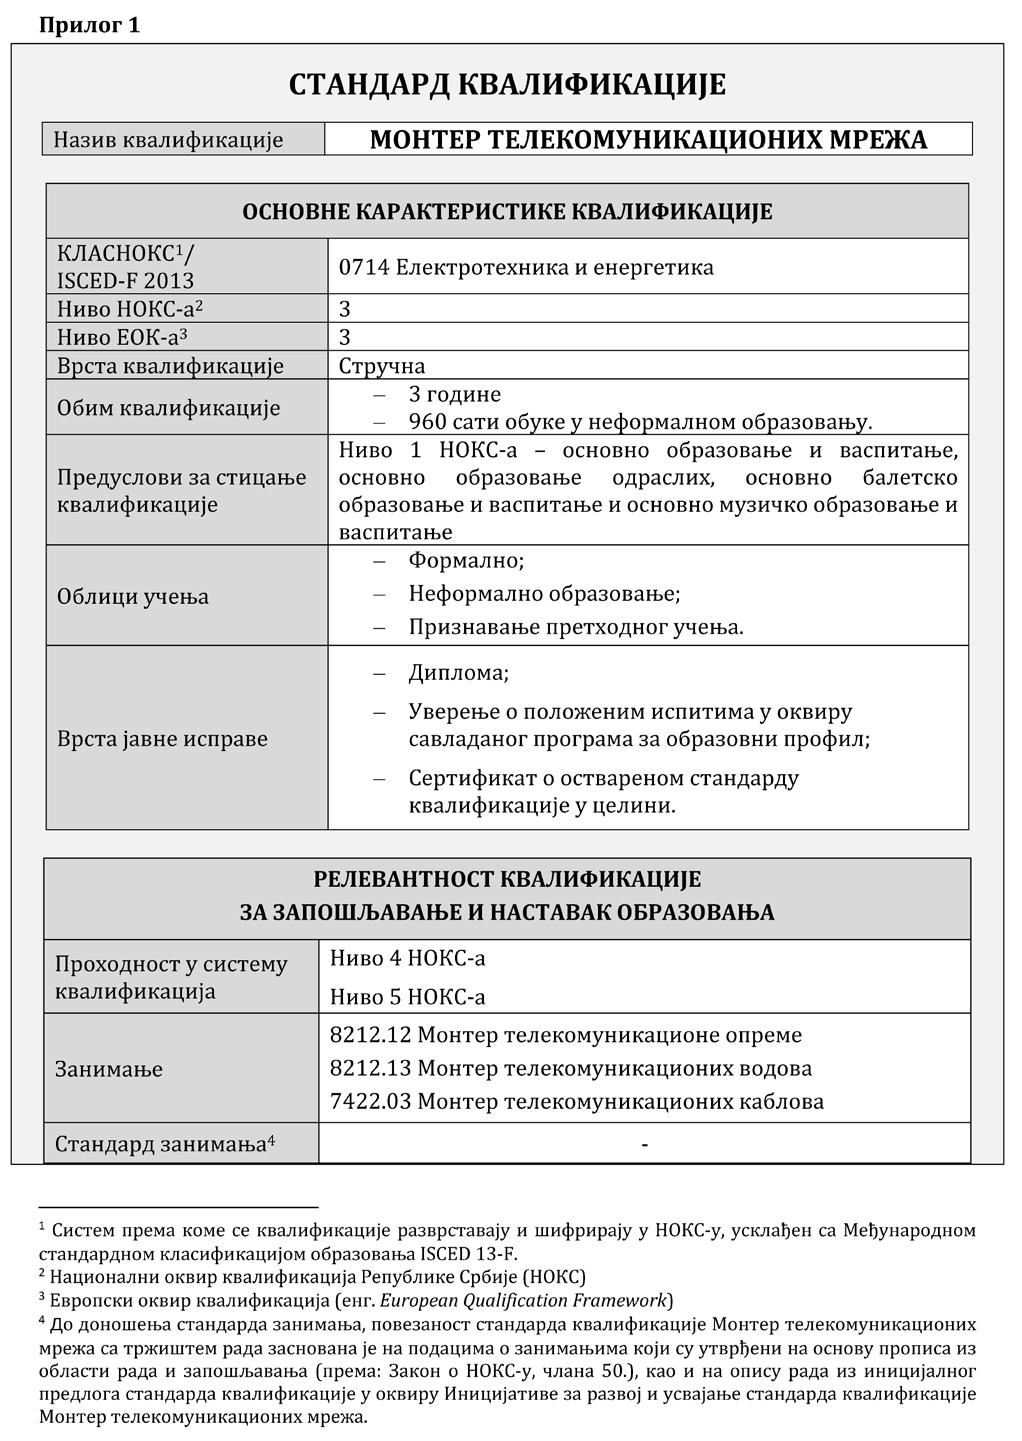 Прилог 1
СТАНДАРД КВАЛИФИКАЦИЈЕ
Назив квалификације
МОНТЕР ТЕЛЕКОМУНИКАЦИОНИХ МРЕЖА
ОСНОВНЕ КАРАКТЕРИСТИКЕ КВАЛИФИКАЦИЈЕ
КЛАСНОКС¹/
ISCED-F 2013
0714 Електротехника и енергетика
Ниво НОКС-а²
3
Ниво ЕОК-а³
3
Врста квалификације
Стручна
Обим квалификације
– 3 године
– 960 сати обуке у неформалном образовању.
Предуслови за стицање
квалификације
Ниво 1 НОКС-а – основно образовање и васпитање,
основно образовање одраслих, основно балетско
образовање и васпитање и основно музичко образовање и
васпитање
Облици учења
– Формално;
– Неформално образовање;
– Признавање претходног учења.
Врста јавне исправе
– Диплома;
– Уверење о положеним испитима у оквиру
савладаног програма за образовни профил;
– Сертификат о оствареном стандарду
квалификације у целини.
РЕЛЕВАНТНОСТ КВАЛИФИКАЦИЈЕ
ЗА ЗАПОШЉАВАЊЕ И НАСТАВАК ОБРАЗОВАЊА
Проходност у систему
квалификација
Ниво 4 НОКС-а
Ниво 5 НОКС-а
Занимање
8212.12 Монтер телекомуникационе опреме
8212.13 Монтер телекомуникационих водова
7422.03 Монтер телекомуникационих каблова
Стандард занимања⁴
-
¹ Систем према коме се квалификације разврставају и шифрирају у НОКС-у, усклађен са Међународном
стандардном класификацијом образовања ISCED 13-F.
² Национални оквир квалификација Републике Србије (НОКС)
³ Европски оквир квалификација (енг. European Qualification Framework)
⁴ До доношења стандарда занимања, повезаност стандарда квалификације Монтер телекомуникационих
мрежа са тржиштем рада заснована је на подацима о занимањима који су утврђени на основу прописа из
области рада и запошљавања (према: Закон о НОКС-у, члана 50.), као и на опису рада из иницијалног
предлога стандарда квалификације у оквиру Иницијативе за развој и усвајање стандарда квалификације
Монтер телекомуникационих мрежа.